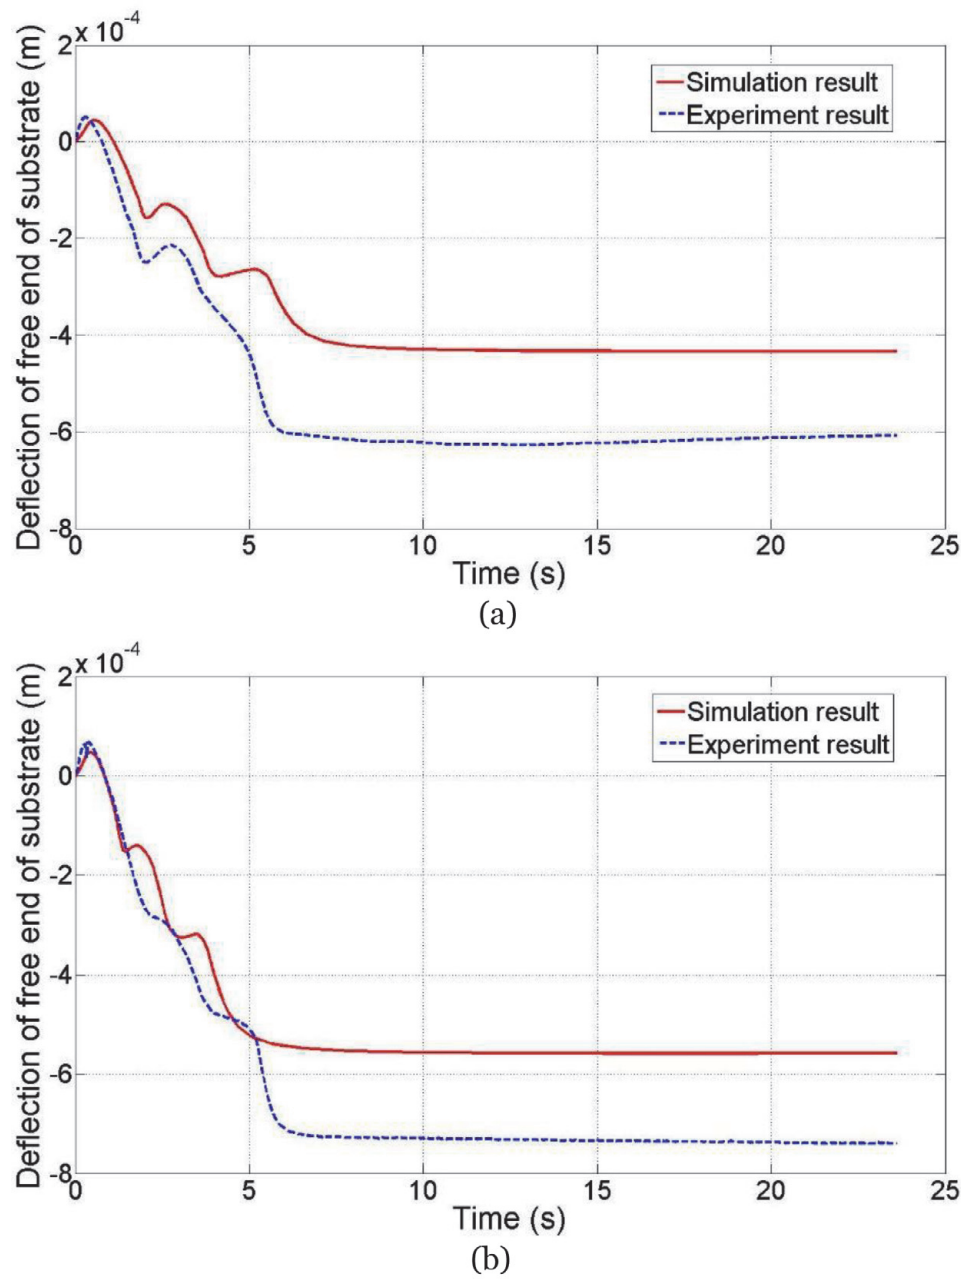 2 x 10^-4
Deflection of free end of substrate (m)
Simulation result
Experiment result
0
-2
-4
-6
-8
0 5 10 15 20 25
Time (s)
(a)
2 x 10^-4
Deflection of free end of substrate (m)
Simulation result
Experiment result
0
-2
-4
-6
-8
0 5 10 15 20 25
Time (s)
(b)